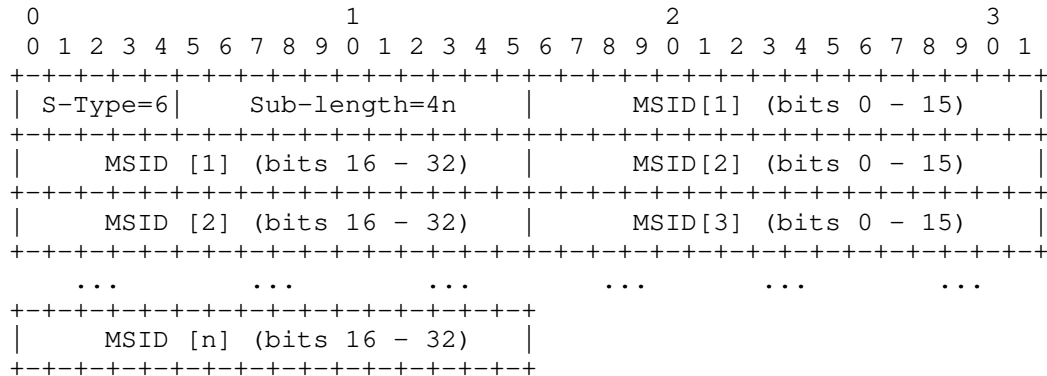 0                   1                   2                   3
 0 1 2 3 4 5 6 7 8 9 0 1 2 3 4 5 6 7 8 9 0 1 2 3 4 5 6 7 8 9 0 1
+-+-+-+-+-+-+-+-+-+-+-+-+-+-+-+-+-+-+-+-+-+-+-+-+-+-+-+-+-+-+-+-+
| S-Type=6|    Sub-length=4n    |      MSID[1] (bits 0 - 15)    |
+-+-+-+-+-+-+-+-+-+-+-+-+-+-+-+-+-+-+-+-+-+-+-+-+-+-+-+-+-+-+-+-+
|     MSID [1] (bits 16 - 32)   |      MSID[2] (bits 0 - 15)    |
+-+-+-+-+-+-+-+-+-+-+-+-+-+-+-+-+-+-+-+-+-+-+-+-+-+-+-+-+-+-+-+-+
|     MSID [2] (bits 16 - 32)   |      MSID[3] (bits 0 - 15)    |
+-+-+-+-+-+-+-+-+-+-+-+-+-+-+-+-+-+-+-+-+-+-+-+-+-+-+-+-+-+-+-+-+
    ...        ...        ...        ...       ...        ...
+-+-+-+-+-+-+-+-+-+-+-+-+-+-+-+-+
|     MSID [n] (bits 16 - 32)   |
+-+-+-+-+-+-+-+-+-+-+-+-+-+-+-+-+